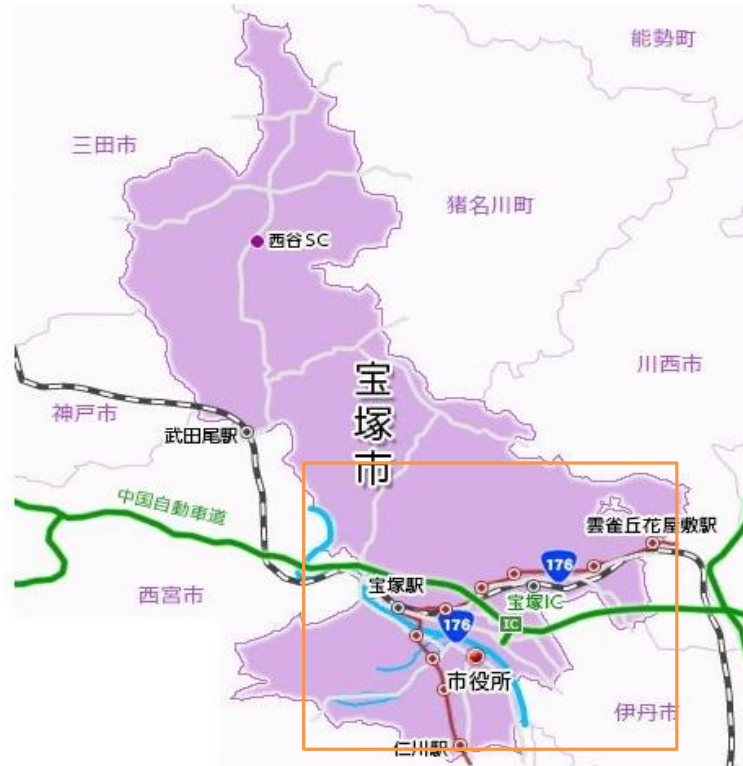 能勢町
三田市
猪名川町
西谷SC
川西市
宝塚市
神戸市
武田尾駅
中国自動車道
雲雀丘花屋敷駅
176
西宮市
宝塚駅
宝塚IC
IC
176
市役所
伊丹市
仁川駅